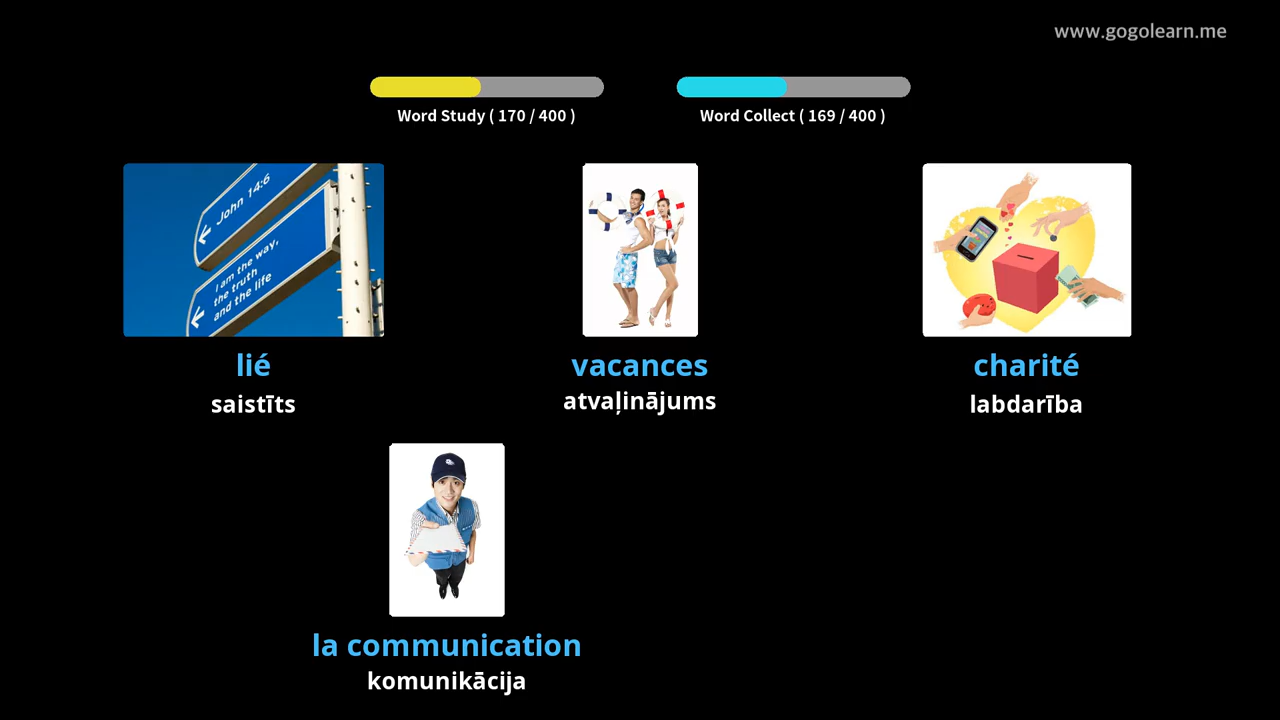 www.gogolearn.me
Word Study ( 170 / 400 )
Word Collect ( 169 / 400 )
John 14:6
I am the way,
the truth
and the life
lié
saistīts
vacances
atvaļinājums
charité
labdarība
la communication
komunikācija